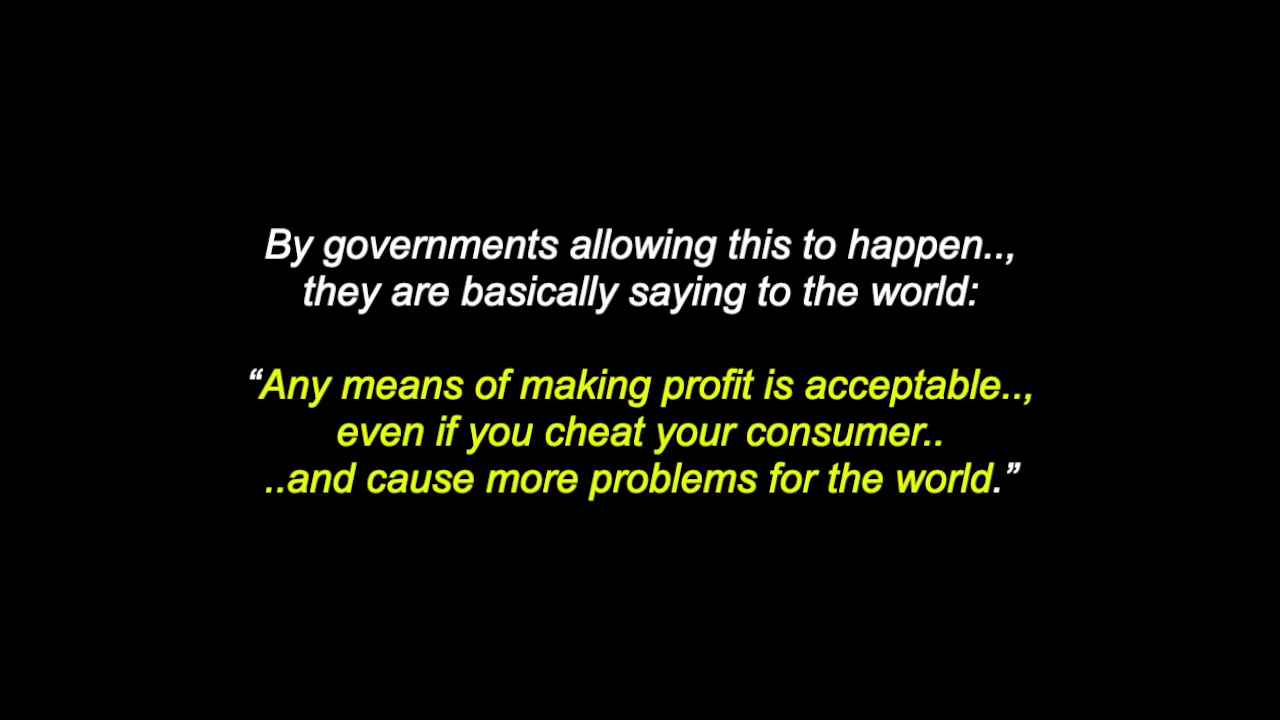 By governments allowing this to happen..,
they are basically saying to the world:
“Any means of making profit is acceptable..,
even if you cheat your consumer..
..and cause more problems for the world.”